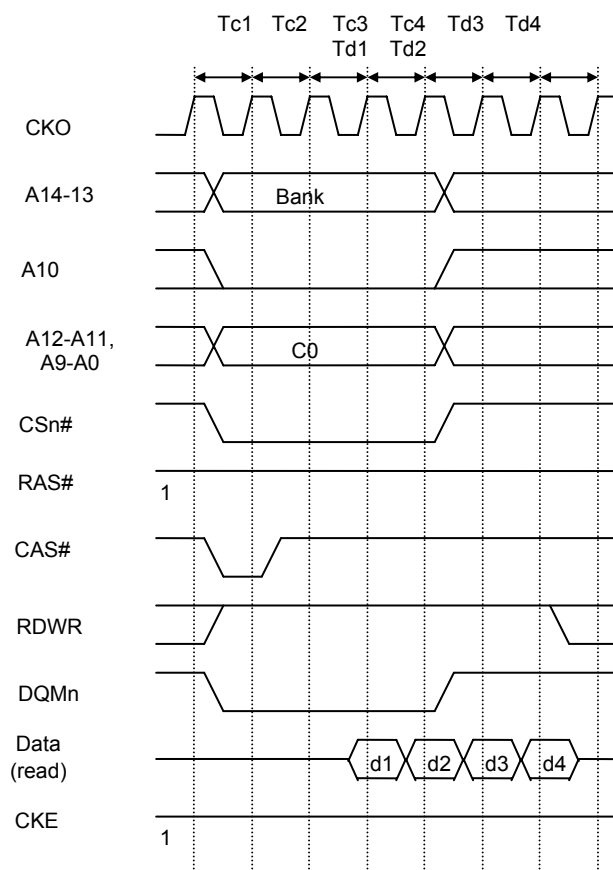 Tc1 Tc2 Tc3 Tc4 Td3 Td4
Td1 Td2
CKO
A14-13
Bank
A10
A12-A11,
A9-A0
C0
CSn#
RAS#
1
CAS#
RDWR
DQMn
Data
(read)
d1 d2 d3 d4
CKE
1